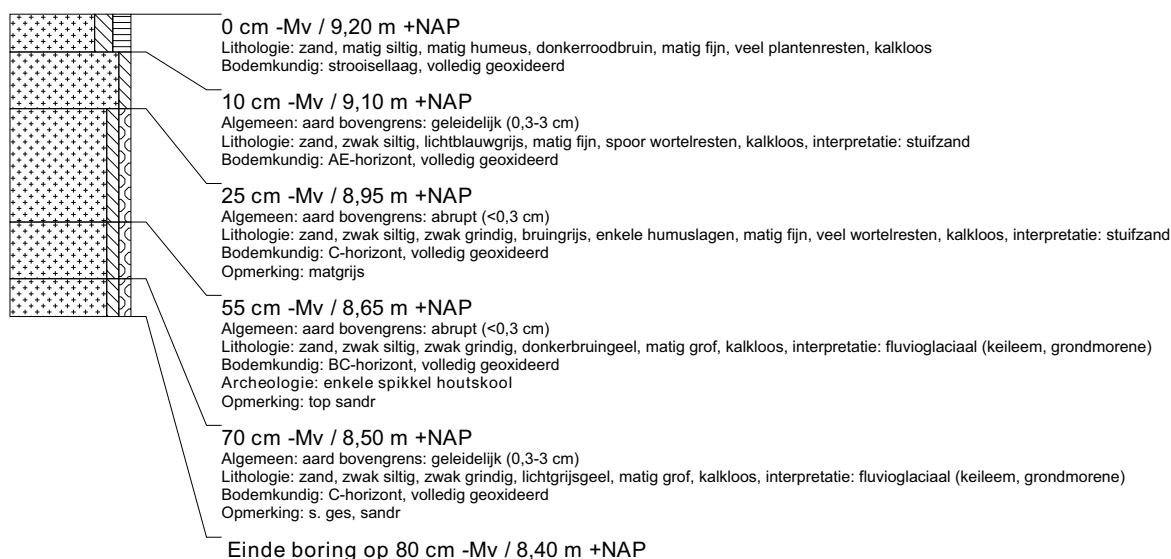 0 cm -Mv / 9,20 m +NAP
Lithologie: zand, matig siltig, matig humeus, donkerroodbruin, matig fijn, veel plantenresten, kalkloos
Bodemkundig: strooisellaag, volledig geoxideerd
10 cm -Mv / 9,10 m +NAP
Algemeen: aard bovengrens: geleidelijk (0,3-3 cm)
Lithologie: zand, zwak siltig, lichtblauwgrijs, matig fijn, spoor wortelresten, kalkloos, interpretatie: stuifzand
Bodemkundig: AE-horizont, volledig geoxideerd
25 cm -Mv / 8,95 m +NAP
Algemeen: aard bovengrens: abrupt (<0,3 cm)
Lithologie: zand, zwak siltig, zwak grindig, bruingrijs, enkele humuslagen, matig fijn, veel wortelresten, kalkloos, interpretatie: stuifzand
Bodemkundig: C-horizont, volledig geoxideerd
Opmerking: matgrijs
55 cm -Mv / 8,65 m +NAP
Algemeen: aard bovengrens: abrupt (<0,3 cm)
Lithologie: zand, zwak siltig, zwak grindig, donkerbruingeel, matig grof, kalkloos, interpretatie: fluvioglaciaal (keileem, grondmorene)
Bodemkundig: BC-horizont, volledig geoxideerd
Archeologie: enkele spikkel houtskool
Opmerking: top sandr
70 cm -Mv / 8,50 m +NAP
Algemeen: aard bovengrens: geleidelijk (0,3-3 cm)
Lithologie: zand, zwak siltig, zwak grindig, lichtgrijsgeel, matig grof, kalkloos, interpretatie: fluvioglaciaal (keileem, grondmorene)
Bodemkundig: C-horizont, volledig geoxideerd
Opmerking: s. ges, sandr
Einde boring op 80 cm -Mv / 8,40 m +NAP